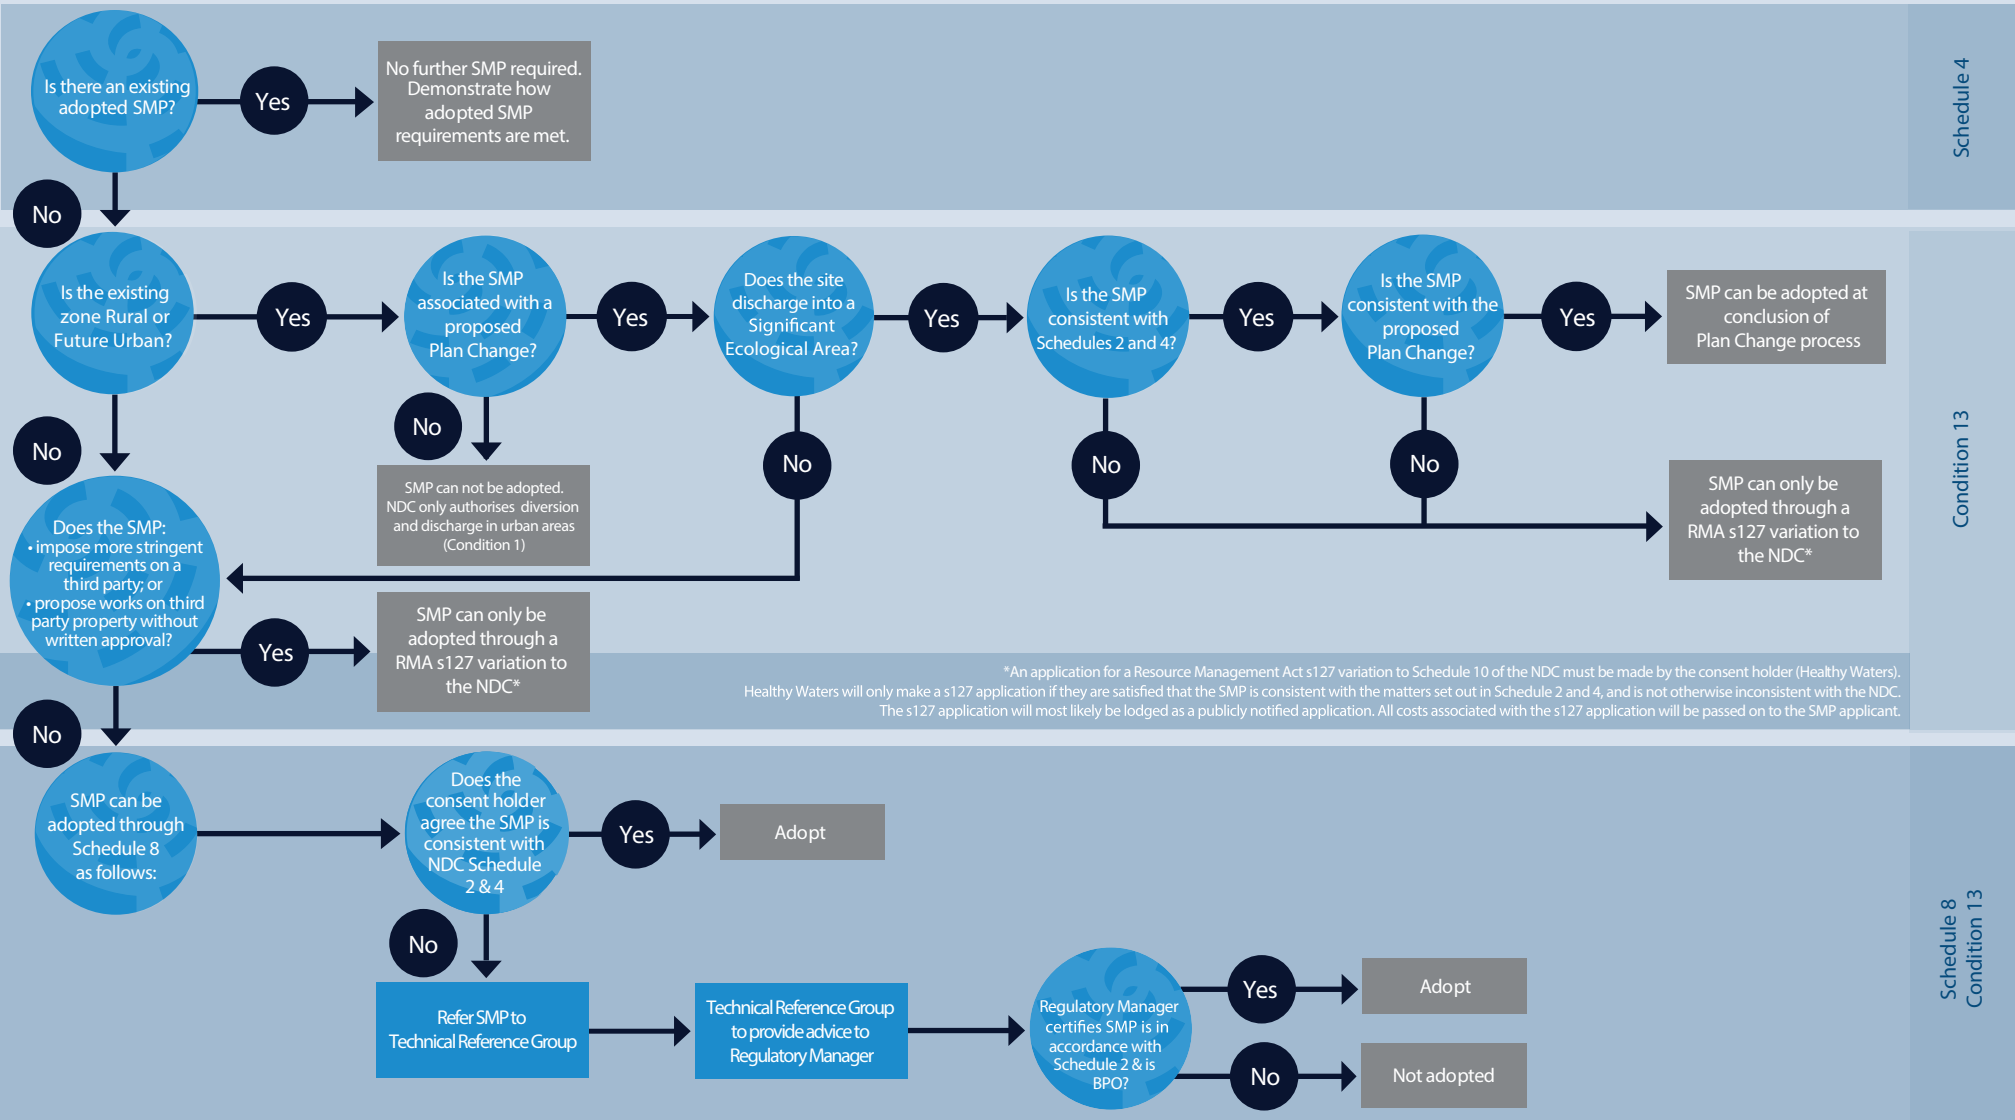 Is there an existing
adopted SMP?
Yes
No further SMP required.
Demonstrate how
adopted SMP
requirements are met.
Schedule 4
No
Is the existing
zone Rural or
Future Urban?
Yes
Is the SMP
associated with a
proposed
Plan Change?
Yes
Does the site
discharge into a
Significant
Ecological Area?
Yes
Is the SMP
consistent with
Schedules 2 and 4?
Yes
Is the SMP
consistent with the
proposed
Plan Change?
Yes
SMP can be adopted at
conclusion of
Plan Change process
No
No
No
No
No
SMP can not be adopted.
NDC only authorises diversion
and discharge in urban areas
(Condition 1)
SMP can only be
adopted through a
RMA s127 variation to
the NDC*
Condition 13
Does the SMP:
• impose more stringent
requirements on a
third party; or
• propose works on third
party property without
written approval?
Yes
SMP can only be
adopted through a
RMA s127 variation to
the NDC*
*An application for a Resource Management Act s127 variation to Schedule 10 of the NDC must be made by the consent holder (Healthy Waters).
Healthy Waters will only make a s127 application if they are satisfied that the SMP is consistent with the matters set out in Schedule 2 and 4, and is not otherwise inconsistent with the NDC.
The s127 application will most likely be lodged as a publicly notified application. All costs associated with the s127 application will be passed on to the SMP applicant.
No
SMP can be
adopted through
Schedule 8
as follows:
Does the
consent holder
agree the SMP is
consistent with
NDC Schedule
2 & 4
Yes
Adopt
No
Refer SMP to
Technical Reference Group
Technical Reference Group
to provide advice to
Regulatory Manager
Regulatory Manager
certifies SMP is in
accordance with
Schedule 2 & is
BPO?
Yes
Adopt
No
Not adopted
Schedule 8
Condition 13